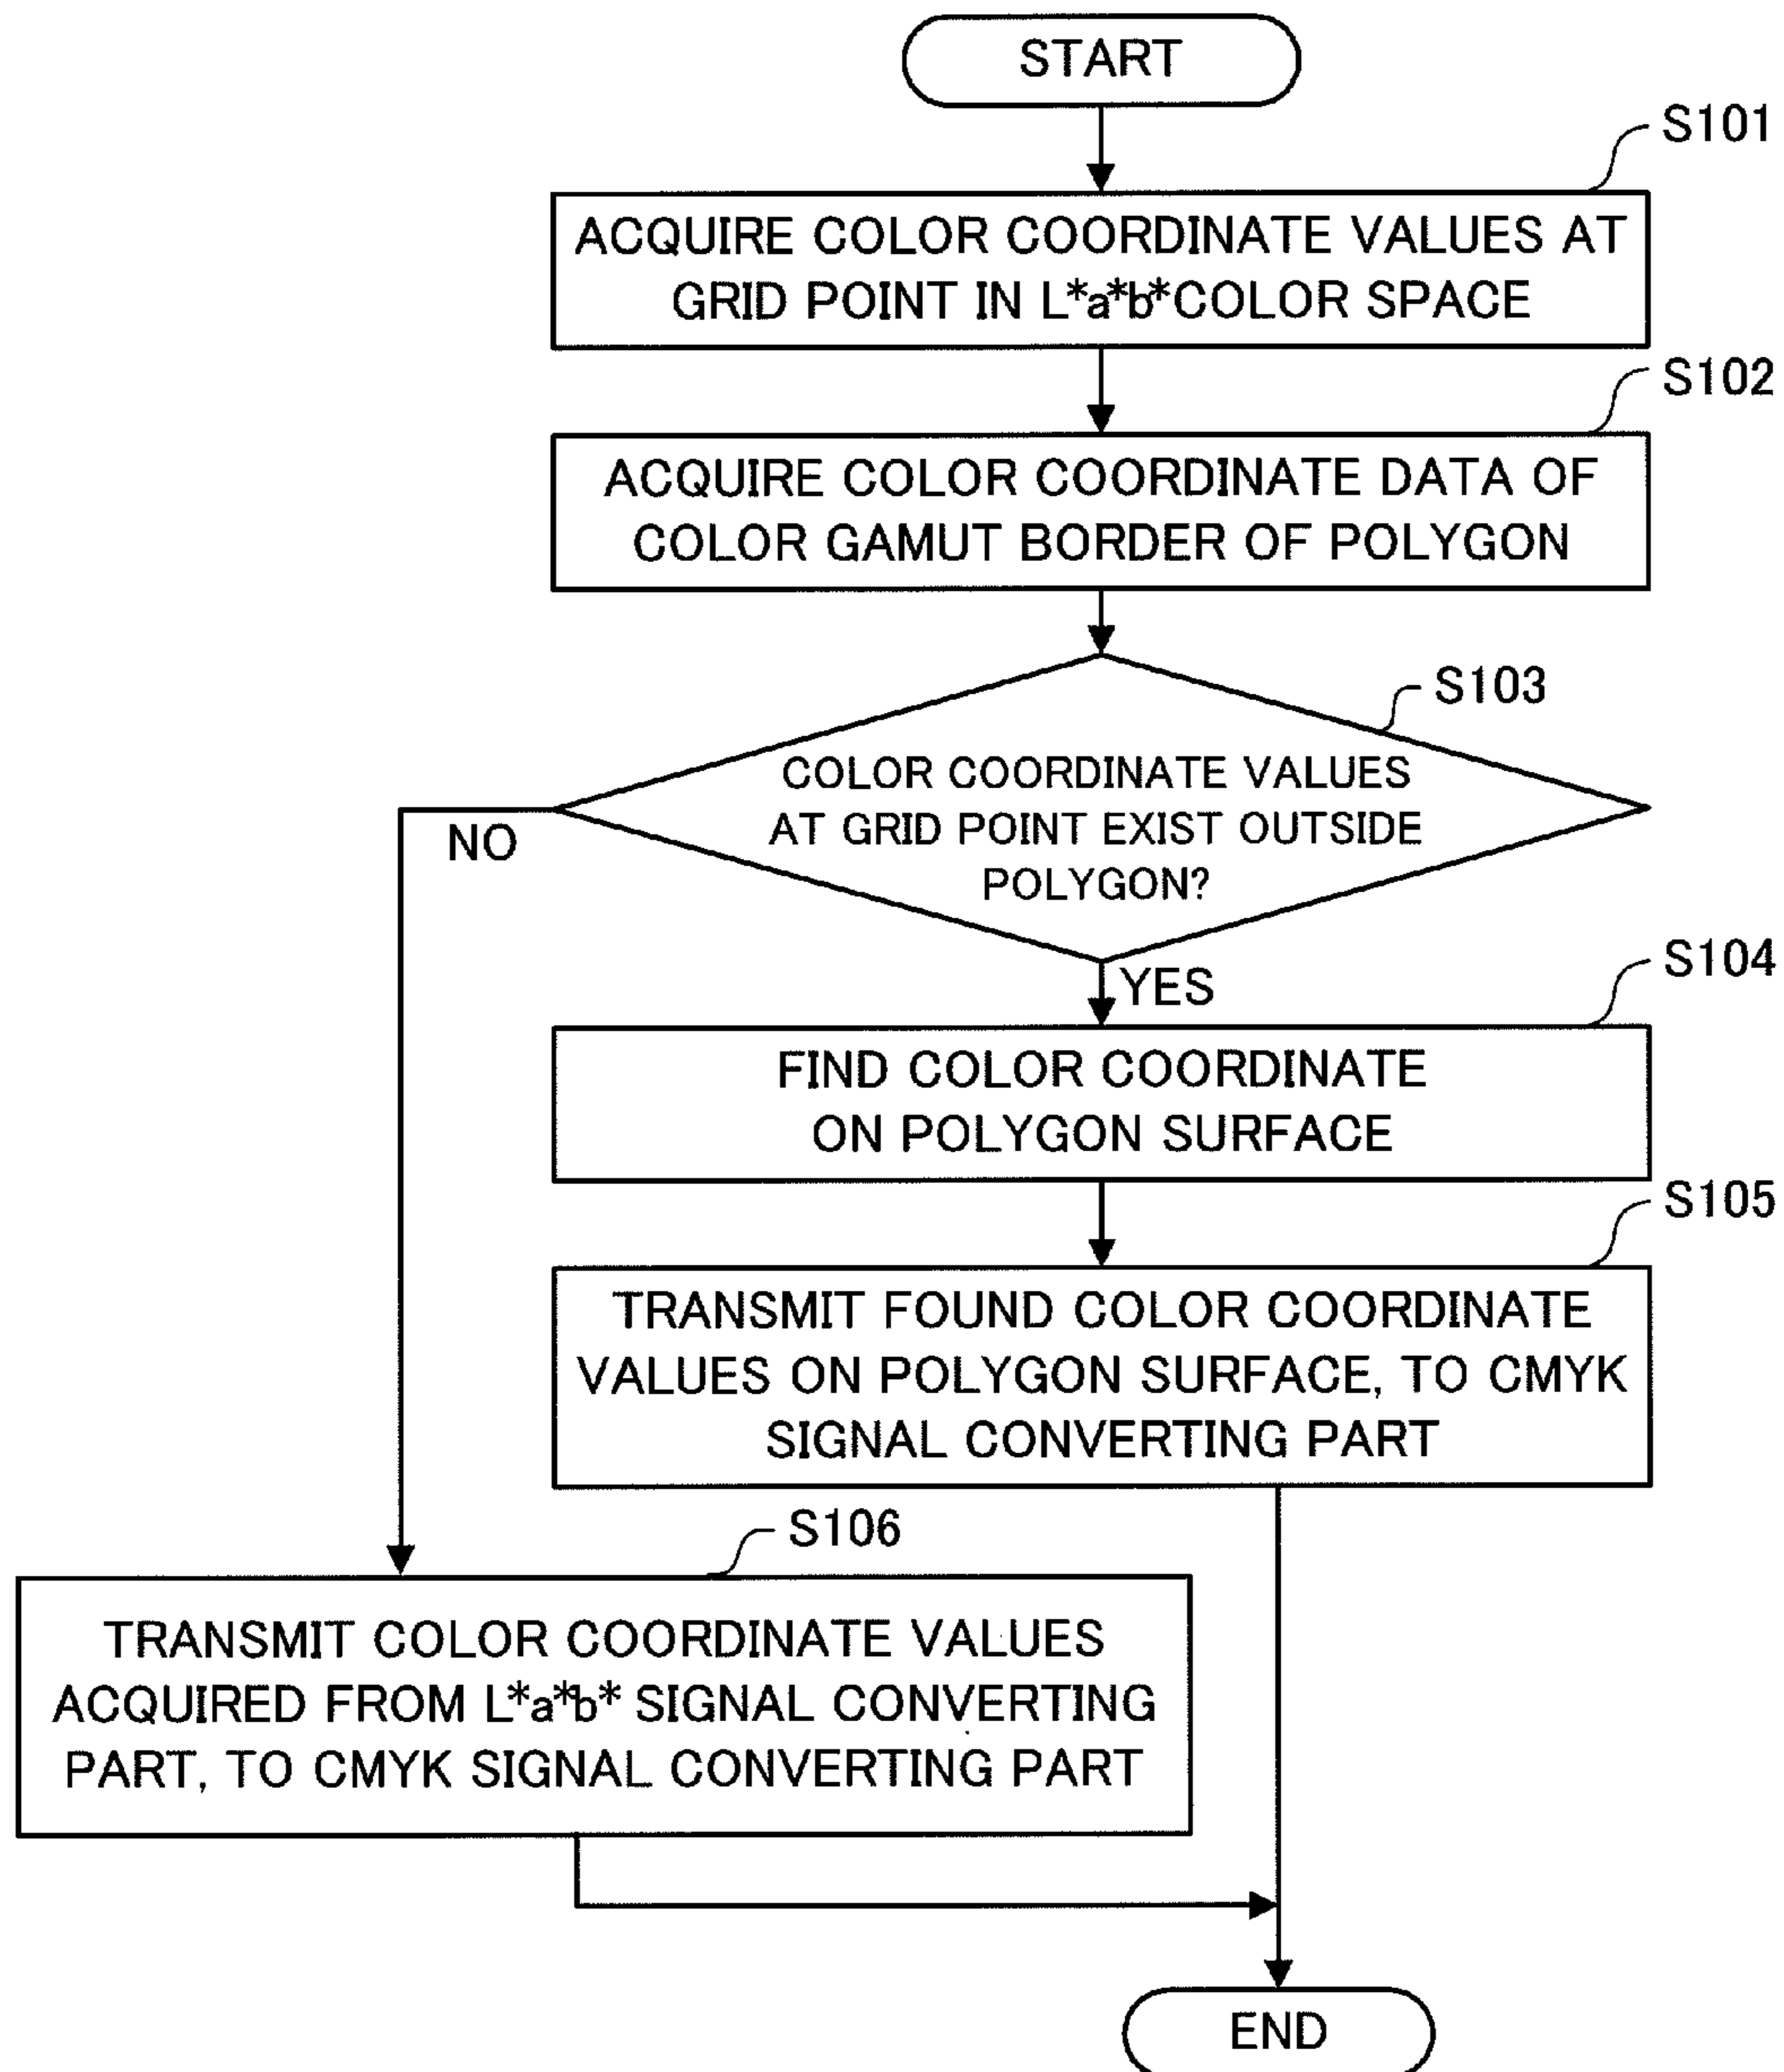 START
S101
ACQUIRE COLOR COORDINATE VALUES AT
GRID POINT IN L*a*b*COLOR SPACE
S102
ACQUIRE COLOR COORDINATE DATA OF
COLOR GAMUT BORDER OF POLYGON
S103
COLOR COORDINATE VALUES
AT GRID POINT EXIST OUTSIDE
POLYGON?
NO
YES
S104
FIND COLOR COORDINATE
ON POLYGON SURFACE
S105
TRANSMIT FOUND COLOR COORDINATE
VALUES ON POLYGON SURFACE, TO CMYK
SIGNAL CONVERTING PART
S106
TRANSMIT COLOR COORDINATE VALUES
ACQUIRED FROM L*a*b* SIGNAL CONVERTING
PART, TO CMYK SIGNAL CONVERTING PART
END